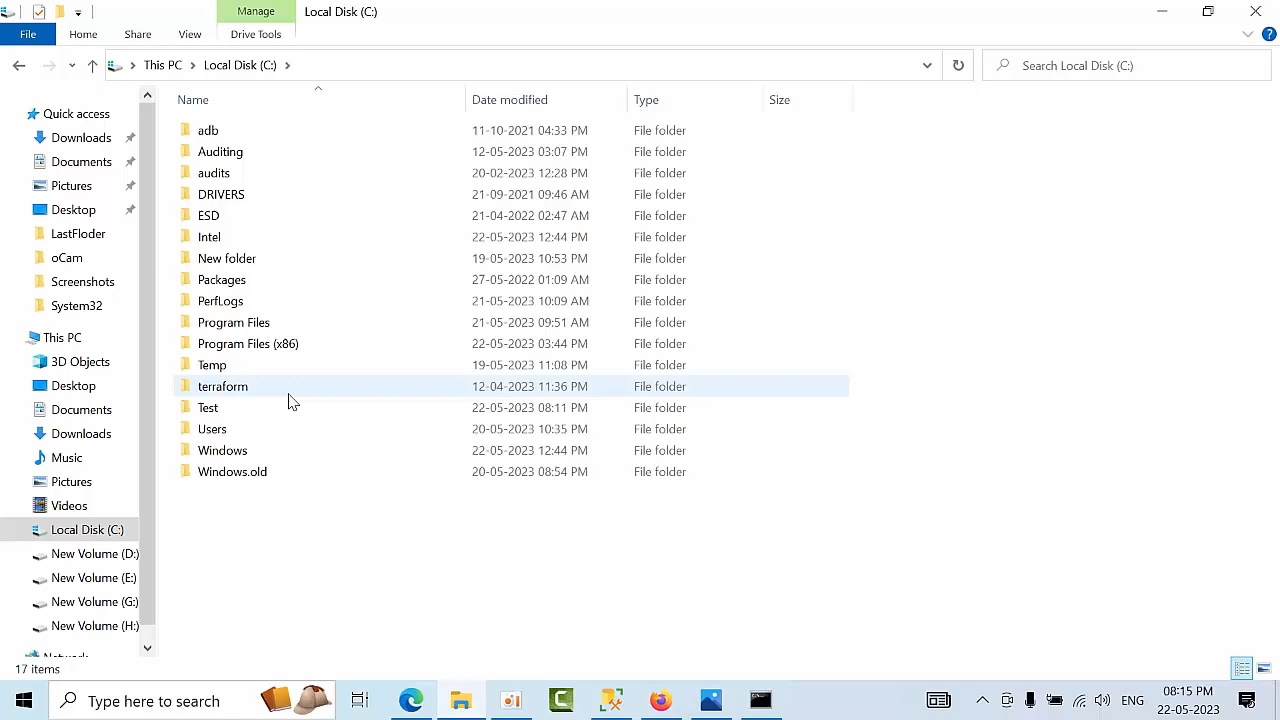 Manage
Local Disk (C:)
File
Home
Share
View
Drive Tools
This PC
Local Disk (C:)
Search Local Disk (C:)
Name
Date modified
Type
Size
Quick access
Downloads
Documents
Pictures
Desktop
LastFloder
oCam
Screenshots
System32
This PC
3D Objects
Desktop
Documents
Downloads
Music
Pictures
Videos
Local Disk (C:)
New Volume (D:)
New Volume (E:)
New Volume (G:)
New Volume (H:)
adb 11-10-2021 04:33 PM File folder
Auditing 12-05-2023 03:07 PM File folder
audits 20-02-2023 12:28 PM File folder
DRIVERS 21-09-2021 09:46 AM File folder
ESD 21-04-2022 02:47 AM File folder
Intel 22-05-2023 12:44 PM File folder
New folder 19-05-2023 10:53 PM File folder
Packages 27-05-2022 01:09 AM File folder
PerfLogs 21-05-2023 10:09 AM File folder
Program Files 21-05-2023 09:51 AM File folder
Program Files (x86) 22-05-2023 03:44 PM File folder
Temp 19-05-2023 11:08 PM File folder
terraform 12-04-2023 11:36 PM File folder
Test 22-05-2023 08:11 PM File folder
Users 20-05-2023 10:35 PM File folder
Windows 22-05-2023 12:44 PM File folder
Windows.old 20-05-2023 08:54 PM File folder
17 items
Type here to search
ENG
08:15 PM
22-05-2023